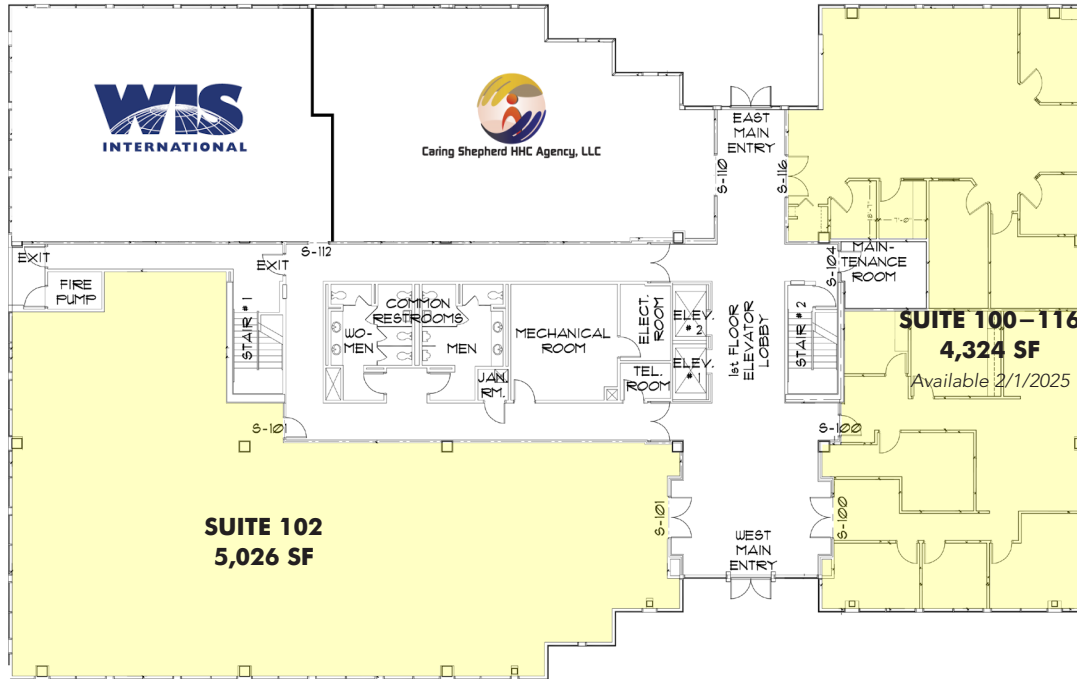 WIS
INTERNATIONAL
Caring Shepherd HHC Agency, LLC
EAST
MAIN
ENTRY
S-110
S-116
S-112
EXIT
EXIT
FIRE
PUMP
STAIR #1
COMMON
RESTROOMS
WO-
MEN
MEN
JAN.
RM.
MECHANICAL
ROOM
ELECT.
ROOM
TEL.
ROOM
ELEV.
# 2
ELEV.
# 1
1st FLOOR
ELEVATOR
LOBBY
STAIR # 2
S-104
MAIN-
TENANCE
ROOM
SUITE 100–116
4,324 SF
Available 2/1/2025
S-101
S-100
S-101
S-100
SUITE 102
5,026 SF
WEST
MAIN
ENTRY